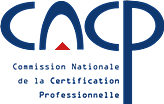 CNCP
Commission Nationale
de la Certification
Professionnelle